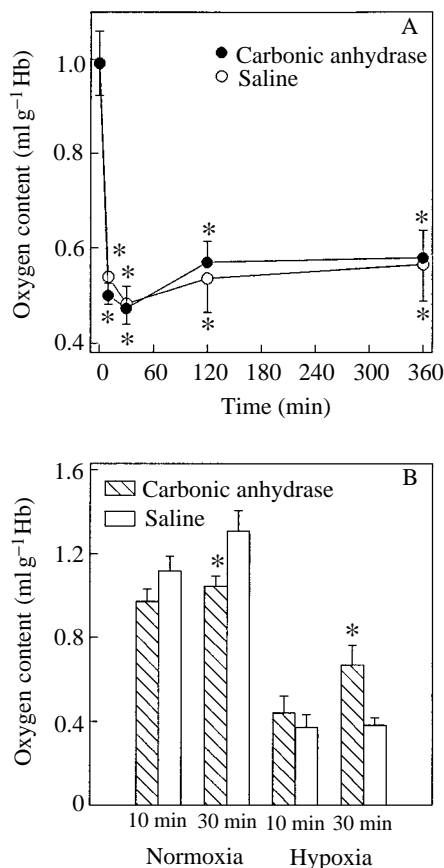 A
Carbonic anhydrase
Saline
Oxygen content (ml g⁻¹ Hb)
1.0
0.8
0.6
0.4
* * * * * * * *
0 60 120 180 240 300 360
Time (min)
B
Carbonic anhydrase
Saline
Oxygen content (ml g⁻¹ Hb)
1.6
1.2
0.8
0.4
0
* *
10 min 30 min 10 min 30 min
Normoxia Hypoxia